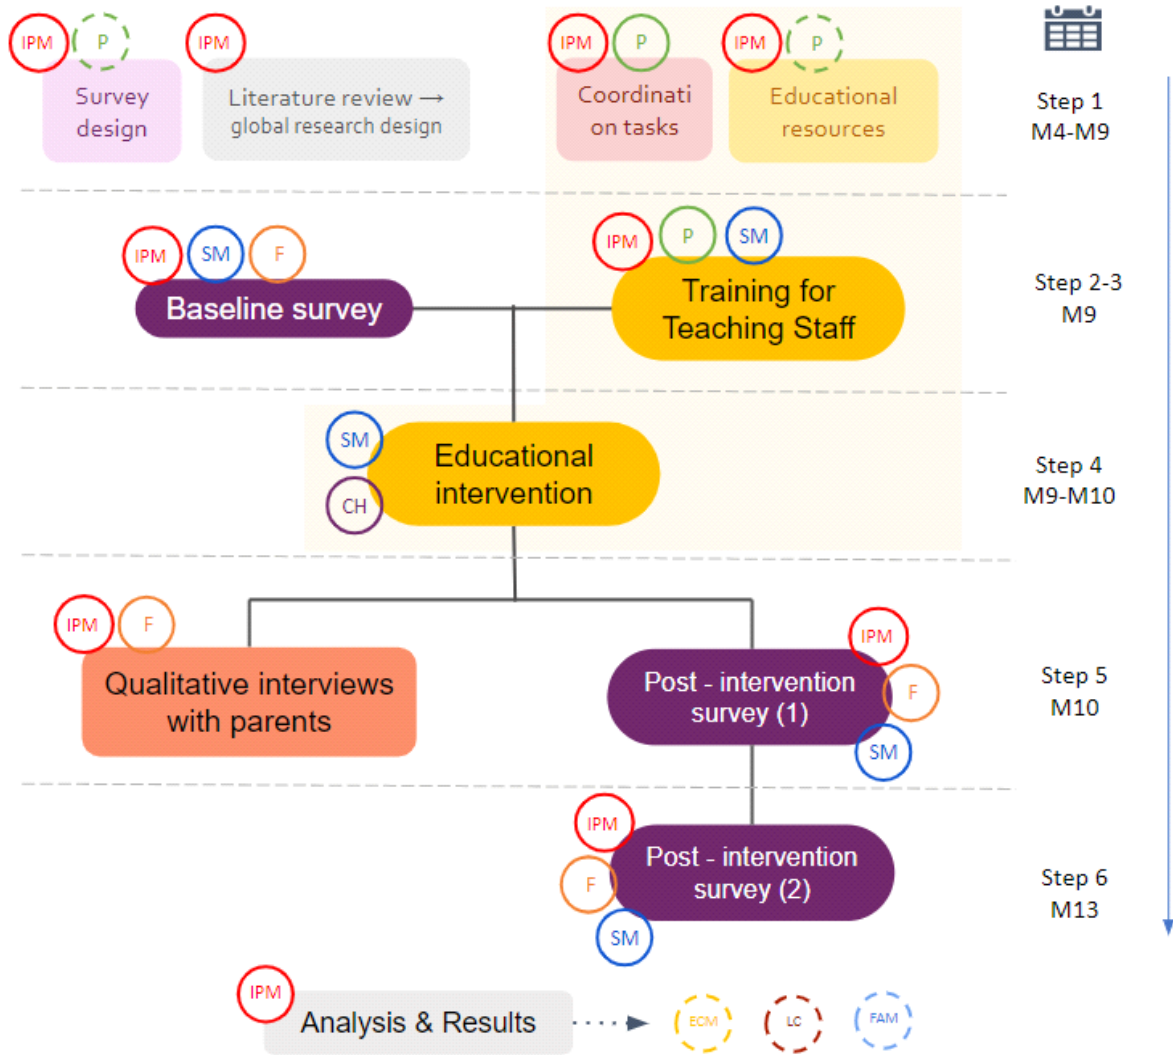 IPM
P
IPM
IPM
P
IPM
P
Survey
design
Literature review →
global research design
Coordinati
on tasks
Educational
resources
Step 1
M4-M9
IPM
SM
F
Baseline survey
IPM
P
SM
Training for
Teaching Staff
Step 2-3
M9
SM
CH
Educational
intervention
Step 4
M9-M10
IPM
F
Qualitative interviews
with parents
IPM
F
SM
Post - intervention
survey (1)
Step 5
M10
IPM
F
SM
Post - intervention
survey (2)
Step 6
M13
IPM
Analysis & Results
ECM
LC
FAM